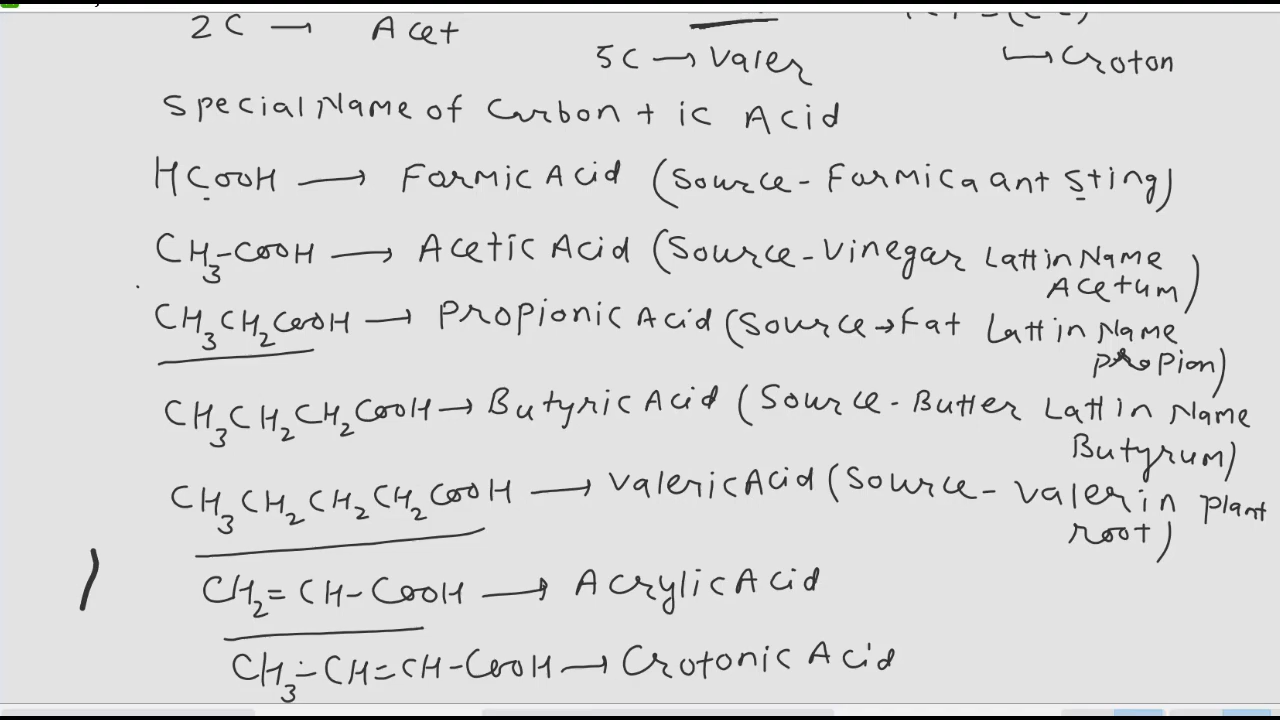 2C → Acet
5C → Valer
↳ Croton
Special Name of Carbon + ic Acid
HCOOH → Formic Acid (Source - Formica ant Sting)
CH3-COOH → Acetic Acid (Source - Vinegar Lattin Name
Acetum)
CH3CH2COOH → Propionic Acid (Source → Fat Lattin Name
Propion)
CH3CH2CH2COOH → Butyric Acid (Source - Butter Lattin Name
Butyrum)
CH3CH2CH2CH2COOH → Valeric Acid (Source - Valerin Plant
root)
CH2=CH-COOH → Acrylic Acid
CH3-CH=CH-COOH → Crotonic Acid